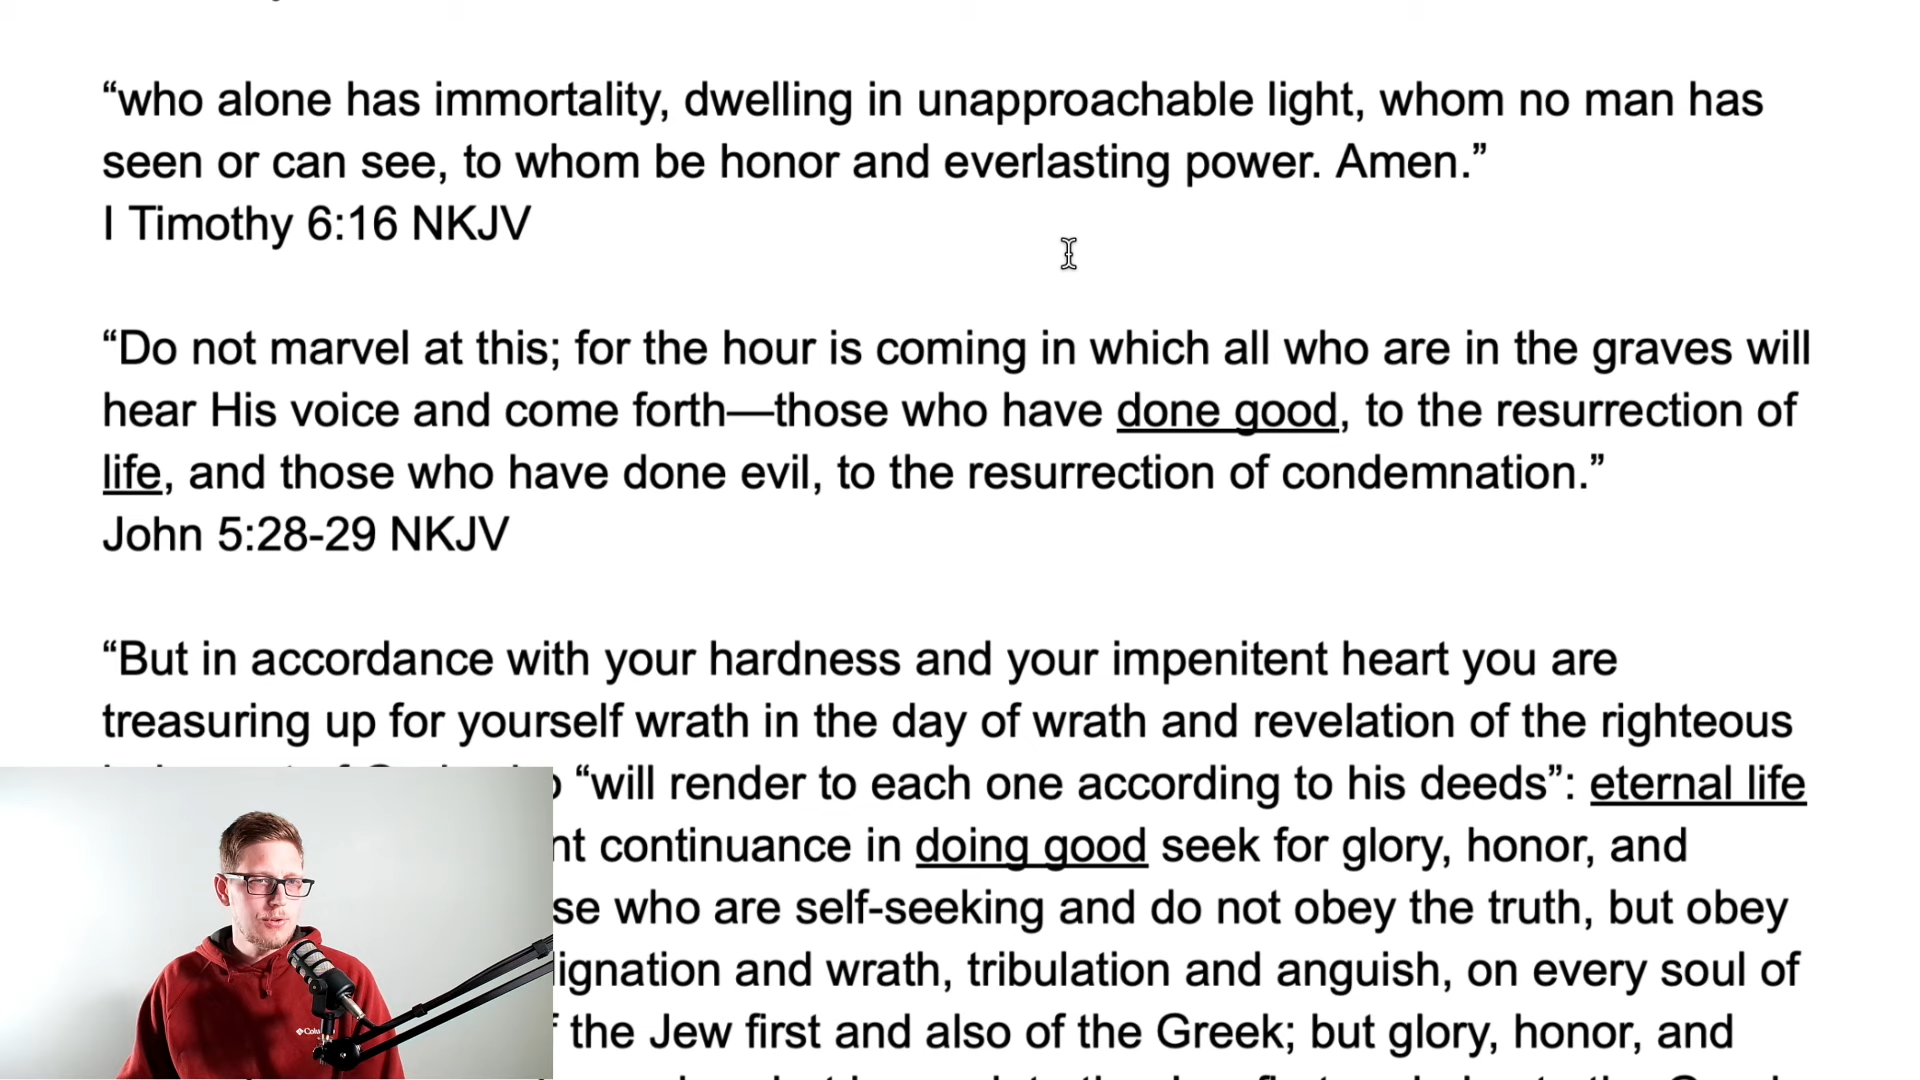 “who alone has immortality, dwelling in unapproachable light, whom no man has
seen or can see, to whom be honor and everlasting power. Amen.”
I Timothy 6:16 NKJV
“Do not marvel at this; for the hour is coming in which all who are in the graves will
hear His voice and come forth—those who have done good, to the resurrection of
life, and those who have done evil, to the resurrection of condemnation.”
John 5:28-29 NKJV
“But in accordance with your hardness and your impenitent heart you are
treasuring up for yourself wrath in the day of wrath and revelation of the righteous
“will render to each one according to his deeds”: eternal life
continuance in doing good seek for glory, honor, and
who are self-seeking and do not obey the truth, but obey
and wrath, tribulation and anguish, on every soul of
the Jew first and also of the Greek; but glory, honor, and